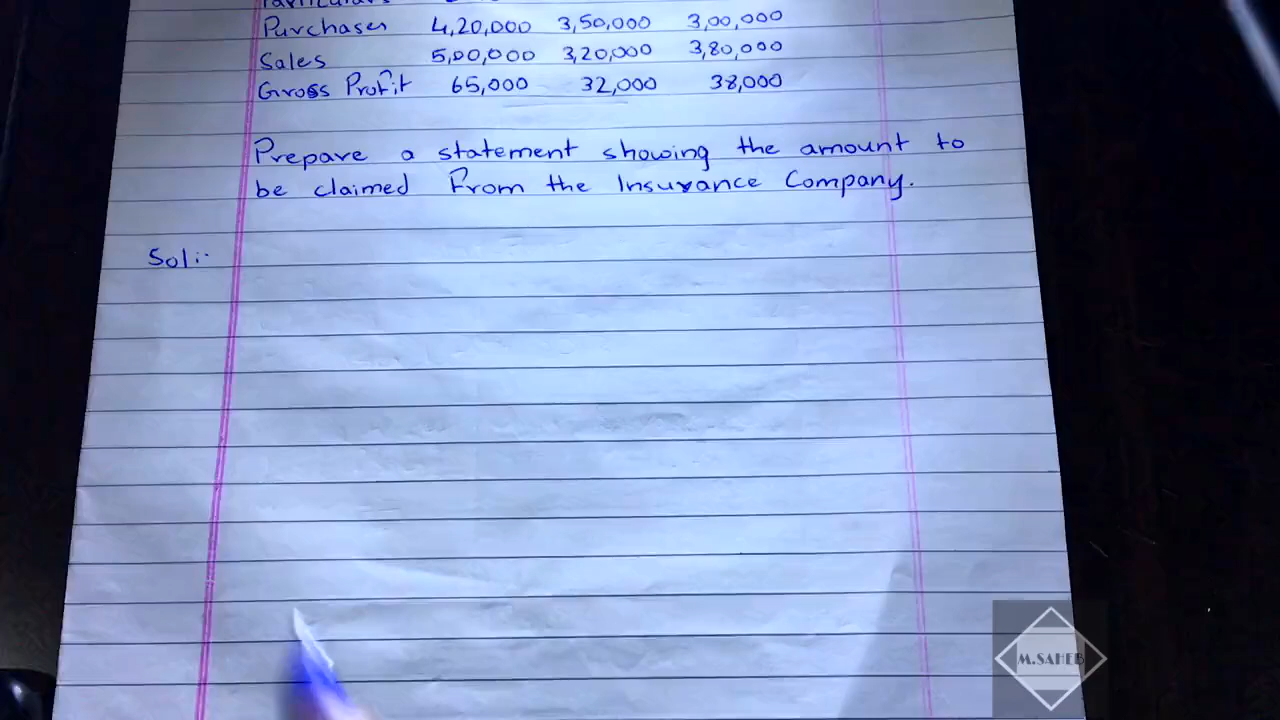 Purchases 4,20,000 3,50,000 3,00,000
Sales 5,00,000 3,20,000 3,80,000
Gross Profit 65,000 32,000 38,000
Prepare a statement showing the amount to
be claimed From the Insurance Company.
Sol:-
M.SAHEB